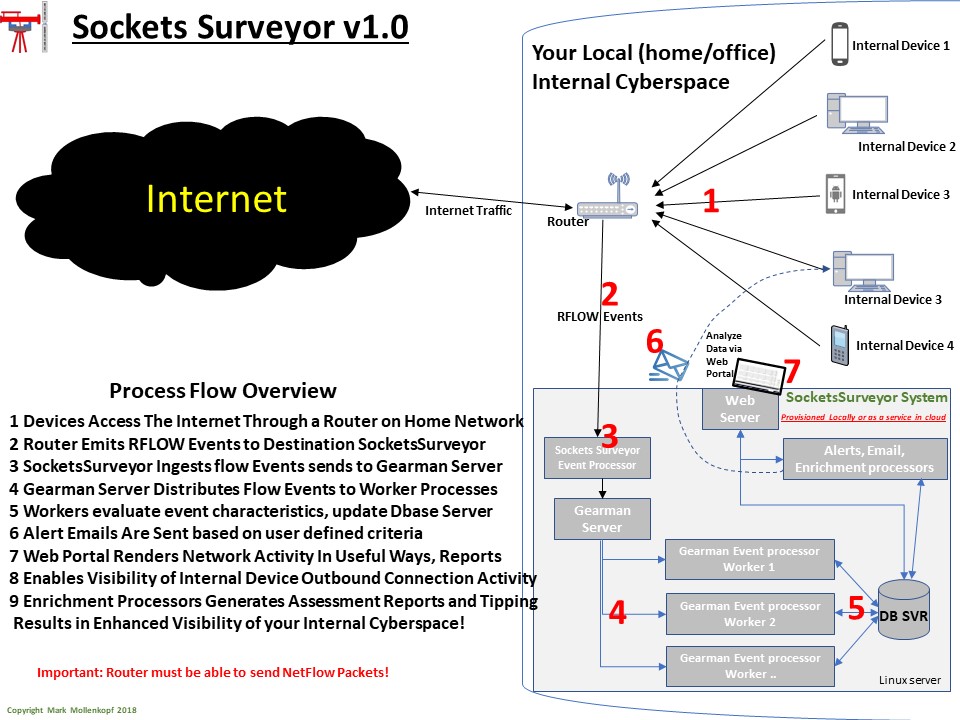 Sockets Surveyor v1.0
Your Local (home/office)
Internal Cyberspace
Internal Device 1
Internal Device 2
Internal Device 3
Internal Device 3
Internal Device 4
Internet
Internet Traffic
Router
1
2
RFLOW Events
6
Analyze
Data via
Web
Portal
7
Web
Server
SocketsSurveyor System
Provisioned Locally or as a service in cloud
3
Sockets Surveyor
Event Processor
Alerts, Email,
Enrichment processors
Gearman
Server
Gearman Event processor
Worker 1
4
Gearman Event processor
Worker 2
5
DB SVR
Gearman Event processor
Worker ..
Linux server
Process Flow Overview
1 Devices Access The Internet Through a Router on Home Network
2 Router Emits RFLOW Events to Destination SocketsSurveyor
3 SocketsSurveyor Ingests flow Events sends to Gearman Server
4 Gearman Server Distributes Flow Events to Worker Processes
5 Workers evaluate event characteristics, update Dbase Server
6 Alert Emails Are Sent based on user defined criteria
7 Web Portal Renders Network Activity In Useful Ways, Reports
8 Enables Visibility of Internal Device Outbound Connection Activity
9 Enrichment Processors Generates Assessment Reports and Tipping
Results in Enhanced Visibility of your Internal Cyberspace!
Important: Router must be able to send NetFlow Packets!
Copyright Mark Mollenkopf 2018